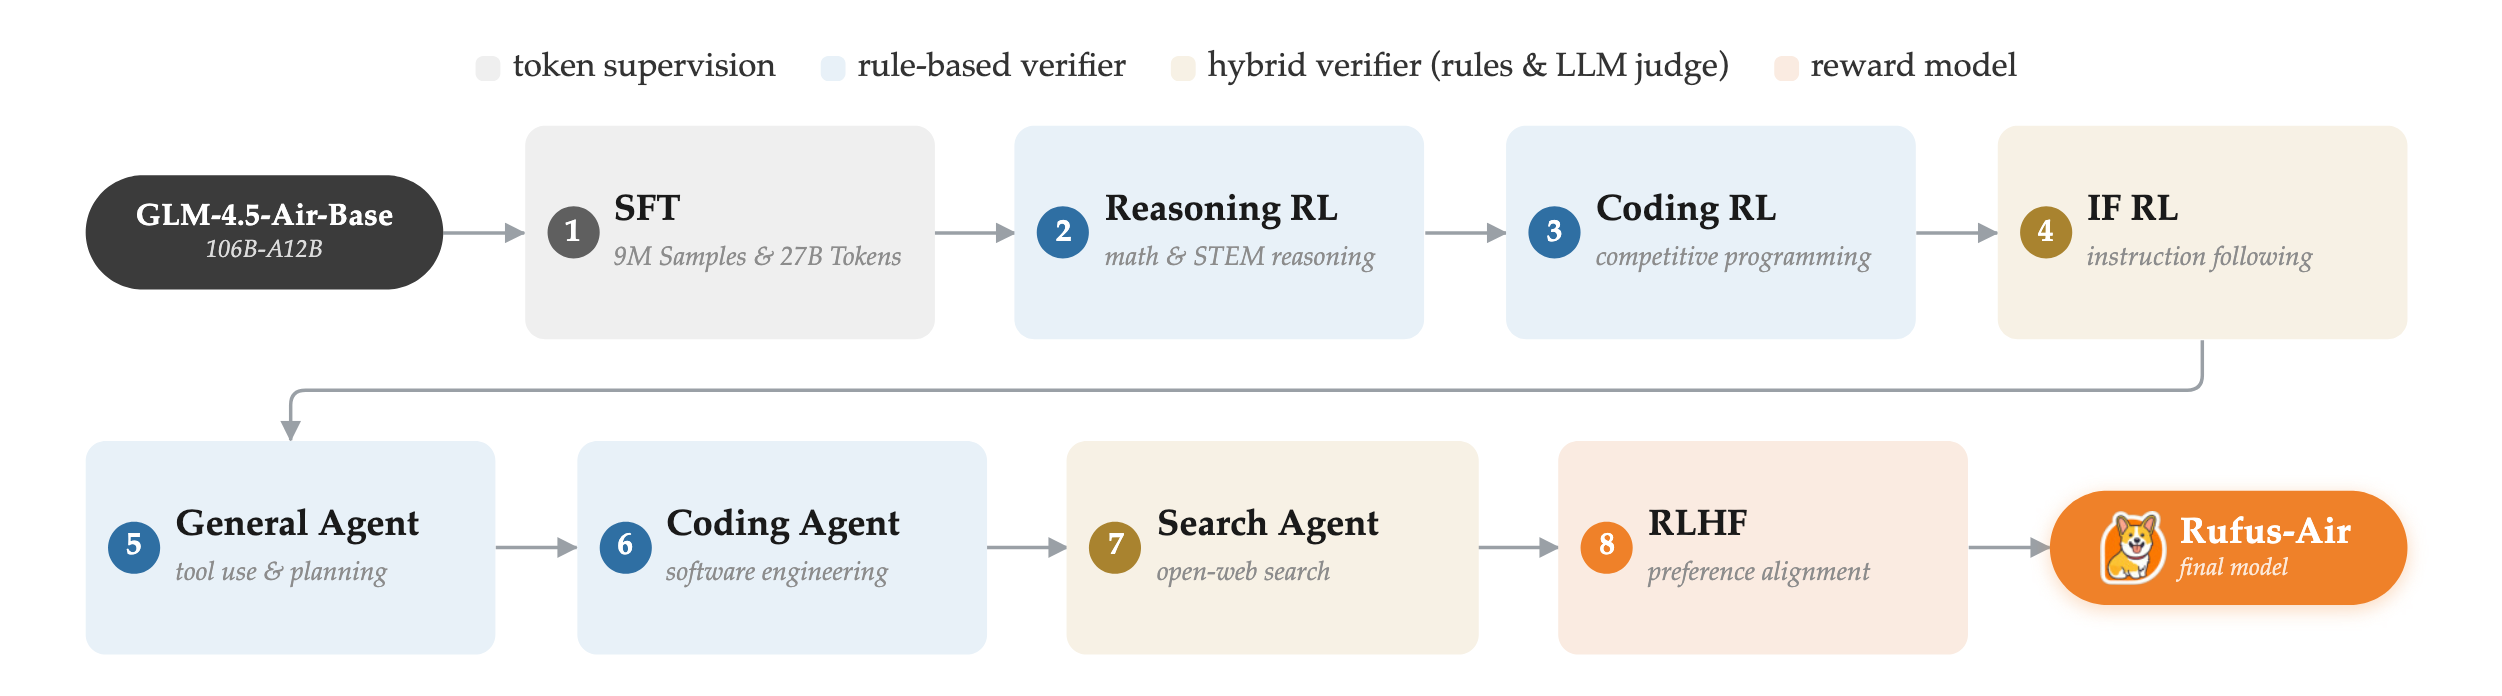 token supervision
rule-based verifier
hybrid verifier (rules & LLM judge)
reward model
GLM-4.5-Air-Base
106B-A12B
1
SFT
9M Samples & 27B Tokens
2
Reasoning RL
math & STEM reasoning
3
Coding RL
competitive programming
4
IF RL
instruction following
5
General Agent
tool use & planning
6
Coding Agent
software engineering
7
Search Agent
open-web search
8
RLHF
preference alignment
Rufus-Air
final model